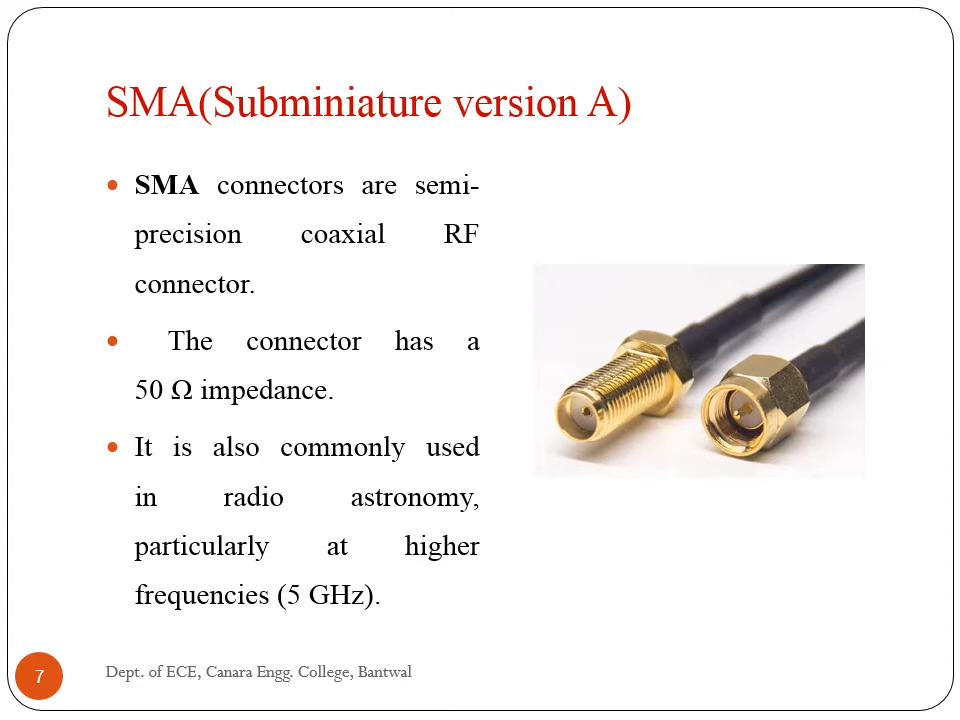 SMA(Subminiature version A)
SMA connectors are semi-
precision coaxial RF
connector.
The connector has a
50 Ω impedance.
It is also commonly used
in radio astronomy,
particularly at higher
frequencies (5 GHz).
7
Dept. of ECE, Canara Engg. College, Bantwal